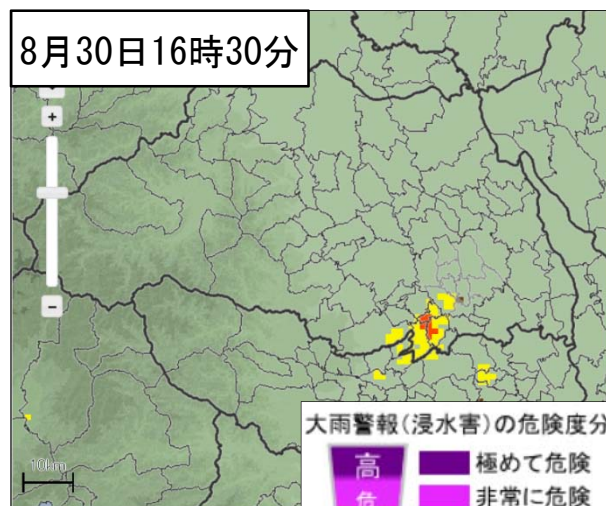 8月30日16時30分
+
−
10km
大雨警報(浸水害)の危険度分
高
極めて危険
危
非常に危険